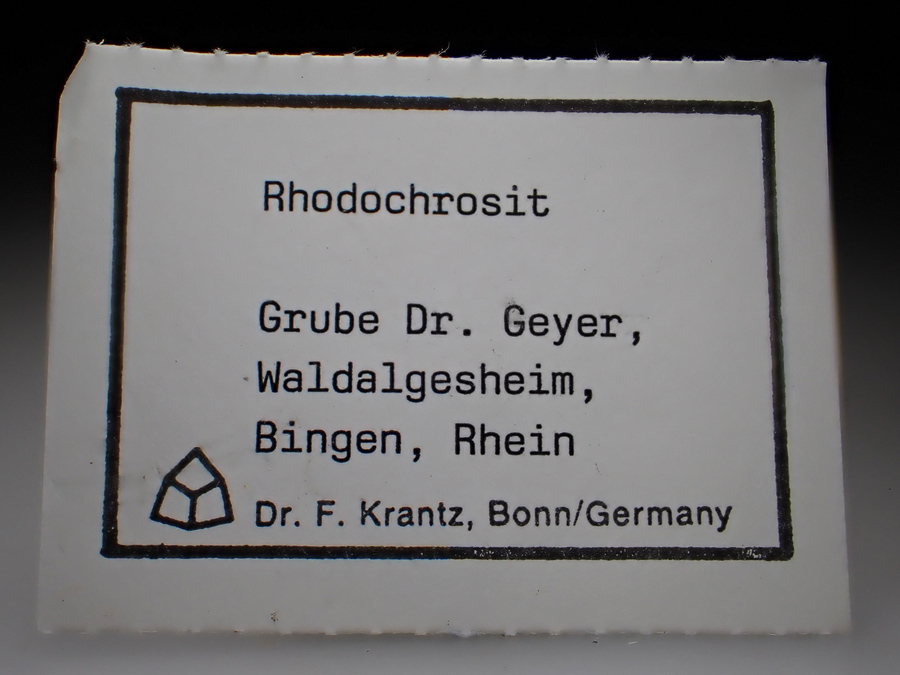 Rhodochrosit
Grube Dr. Geyer,
Waldalgesheim,
Bingen, Rhein
Dr. F. Krantz, Bonn/Germany